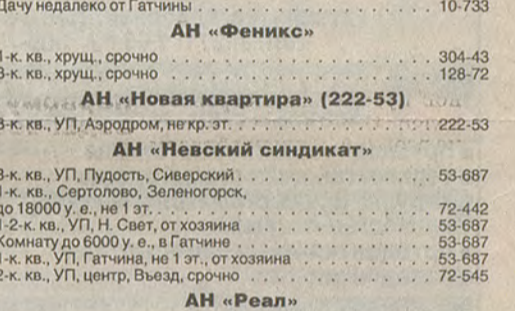 Дачу недалеко от Гатчины . . . . . . . . . . . . . . . . . . . . . . . 10-733
АН «Феникс»
1-к. кв., хрущ., срочно . . . . . . . . . . . . . . . . . . . . . . . . 304-43
3-к. кв., хрущ., срочно . . . . . . . . . . . . . . . . . . . . . . . . 128-72
АН «Новая квартира» (222-53)
3-к. кв., УП, Аэродром, не кр. эт. . . . . . . . . . . . . . . . . . 222-53
АН «Невский синдикат»
3-к. кв., УП, Пудость, Сиверский . . . . . . . . . . . . . . . . . 53-687
1-к. кв., Сертолово, Зеленогорск,
до 18000 у. е., не 1 эт. . . . . . . . . . . . . . . . . . . . . . . . . . 72-442
1-2-к. кв., УП, Н. Свет, от хозяина . . . . . . . . . . . . . . . . 53-687
Комнату до 6000 у. е., в Гатчине . . . . . . . . . . . . . . . . . 53-687
1-к. кв., УП, Гатчина, не 1 эт., от хозяина . . . . . . . . . . 53-687
2-к. кв., УП, центр, Въезд, срочно . . . . . . . . . . . . . . . . 72-545
АН «Реал»